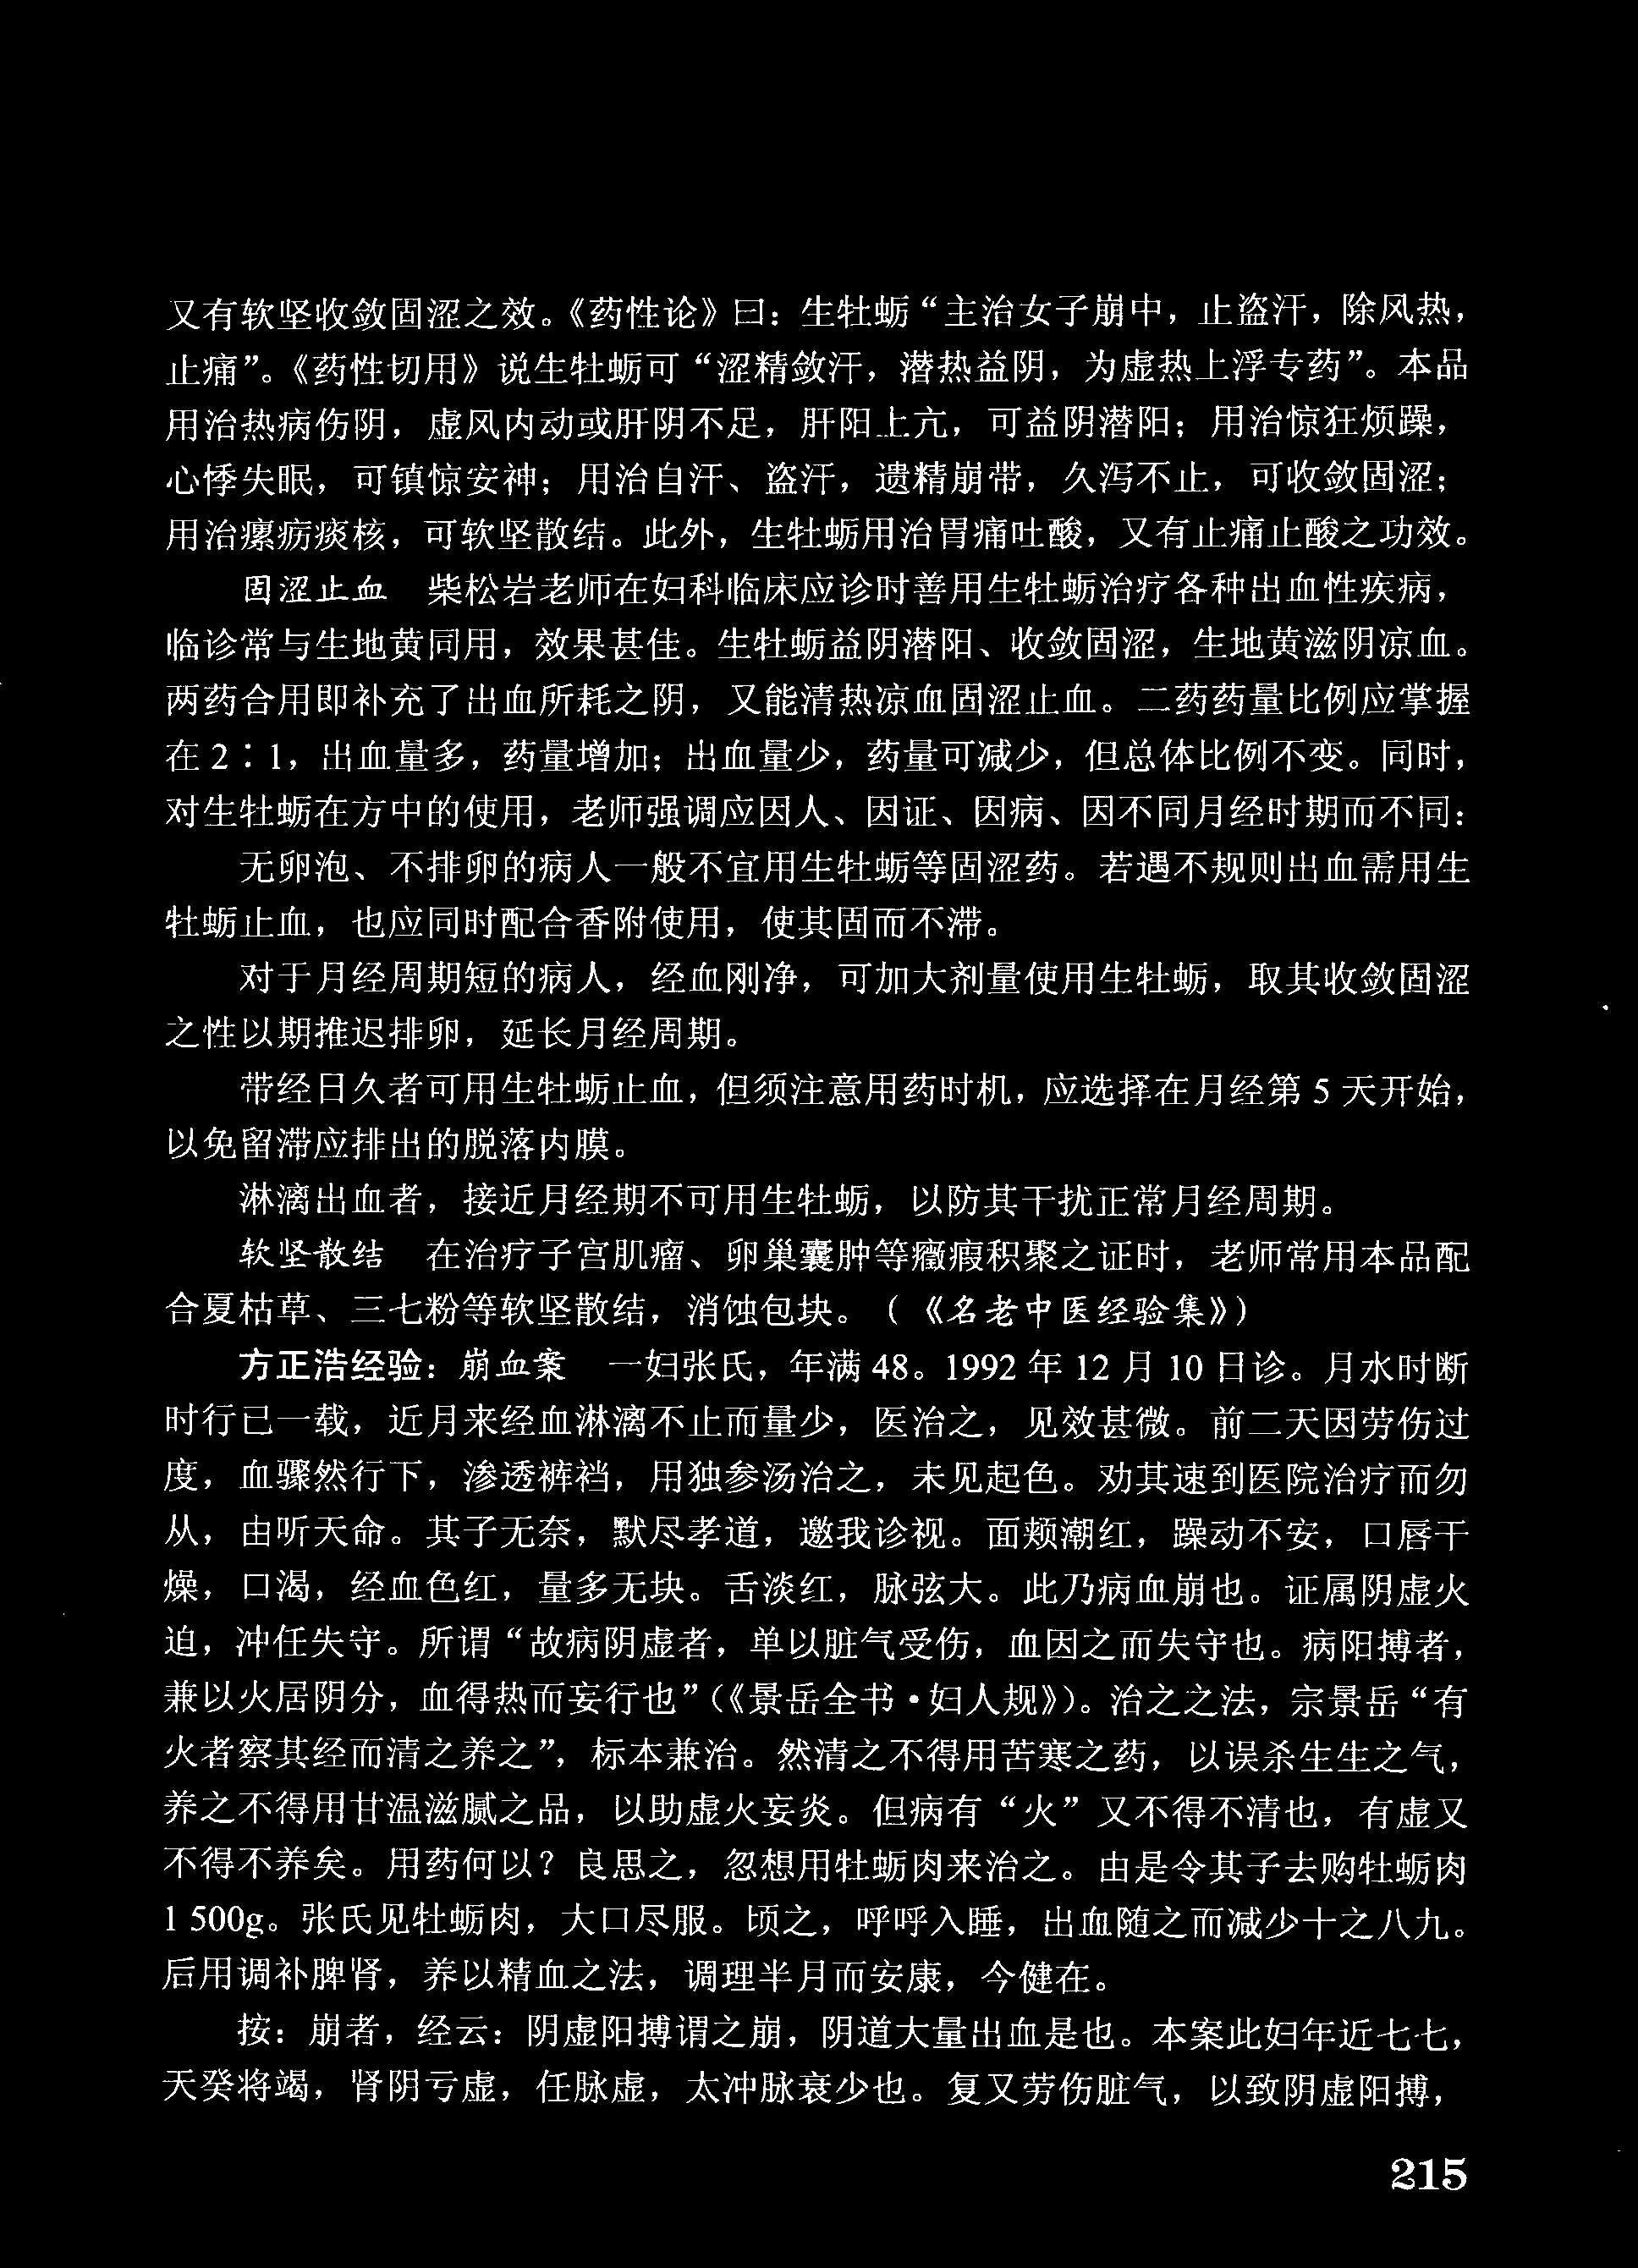 又有软坚收敛固涩之效。《药性论》曰：生牡蛎“主治女子崩中，止盗汗，除风热，
止痛”。《药性切用》说生牡蛎可“涩精敛汗，潜热益阴，为虚热上浮专药”。本品
用治热病伤阴，虚风内动或肝阴不足，肝阳上亢，可益阴潜阳；用治惊狂烦躁，
心悸失眠，可镇惊安神；用治自汗、盗汗，遗精崩带，久泻不止，可收敛固涩；
用治瘰疬痰核，可软坚散结。此外，生牡蛎用治胃痛吐酸，又有止痛止酸之功效。
固涩止血　柴松岩老师在妇科临床应诊时善用生牡蛎治疗各种出血性疾病，
临诊常与生地黄同用，效果甚佳。生牡蛎益阴潜阳、收敛固涩，生地黄滋阴凉血。
两药合用即补充了出血所耗之阴，又能清热凉血固涩止血。二药药量比例应掌握
在 2∶1，出血量多，药量增加；出血量少，药量可减少，但总体比例不变。同时，
对生牡蛎在方中的使用，老师强调应因人、因证、因病、因不同月经时期而不同：
无卵泡、不排卵的病人一般不宜用生牡蛎等固涩药。若遇不规则出血需用生
牡蛎止血，也应同时配合香附使用，使其固而不滞。
对于月经周期短的病人，经血刚净，可加大剂量使用生牡蛎，取其收敛固涩
之性以期推迟排卵，延长月经周期。
带经日久者可用生牡蛎止血，但须注意用药时机，应选择在月经第 5 天开始，
以免留滞应排出的脱落内膜。
淋漓出血者，接近月经期不可用生牡蛎，以防其干扰正常月经周期。
软坚散结　在治疗子宫肌瘤、卵巢囊肿等癥瘕积聚之证时，老师常用本品配
合夏枯草、三七粉等软坚散结，消蚀包块。（《名老中医经验集》）
方正浩经验：崩血案　一妇张氏，年满 48。1992 年 12 月 10 日诊。月水时断
时行已一载，近月来经血淋漓不止而量少，医治之，见效甚微。前二天因劳伤过
度，血骤然行下，渗透裤裆，用独参汤治之，未见起色。劝其速到医院治疗而勿
从，由听天命。其子无奈，默尽孝道，邀我诊视。面颊潮红，躁动不安，口唇干
燥，口渴，经血色红，量多无块。舌淡红，脉弦大。此乃病血崩也。证属阴虚火
迫，冲任失守。所谓“故病阴虚者，单以脏气受伤，血因之而失守也。病阳搏者，
兼以火居阴分，血得热而妄行也”（《景岳全书·妇人规》）。治之之法，宗景岳“有
火者察其经而清之养之”，标本兼治。然清之不得用苦寒之药，以误杀生生之气，
养之不得用甘温滋腻之品，以助虚火妄炎。但病有“火”又不得不清也，有虚又
不得不养矣。用药何以？良思之，忽想用牡蛎肉来治之。由是令其子去购牡蛎肉
1 500g。张氏见牡蛎肉，大口尽服。顷之，呼呼入睡，出血随之而减少十之八九。
后用调补脾肾，养以精血之法，调理半月而安康，今健在。
按：崩者，经云：阴虚阳搏谓之崩，阴道大量出血是也。本案此妇年近七七，
天癸将竭，肾阴亏虚，任脉虚，太冲脉衰少也。复又劳伤脏气，以致阴虚阳搏，
215